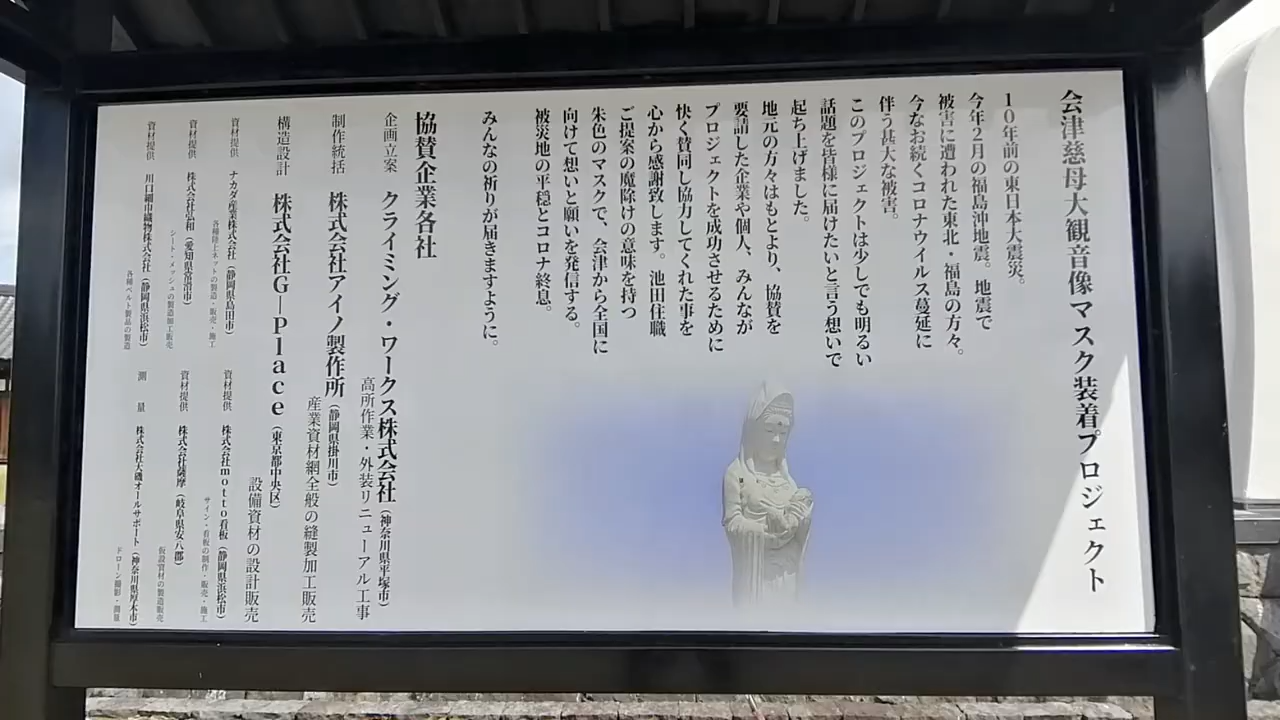 会津慈母大観音像マスク装着プロジェクト
10年前の東日本大震災。
今年2月の福島沖地震。地震で
被害に遭われた東北・福島の方々。
今なお続くコロナウイルス蔓延に
伴う甚大な被害。
このプロジェクトは少しでも明るい
話題を皆様に届けたいと言う想いで
起ち上げました。
地元の方々はもとより、協賛を
要請した企業や個人、みんなが
プロジェクトを成功させるために
快く賛同し協力してくれた事を
心から感謝致します。池田住職
ご提案の魔除けの意味を持つ
朱色のマスクで、会津から全国に
向けて想いと願いを発信する。
被災地の平穏とコロナ終息。
みんなの祈りが届きますように。
協賛企業各社
企画立案 クライミング・ワークス株式会社(神奈川県平塚市)
高所作業・外装リニューアル工事
制作統括 株式会社アイノ製作所(静岡県掛川市)
産業資材網全般の縫製加工販売
構造設計 株式会社G―Place(東京都中央区)
設備資材の設計販売
資材提供 ナカダ産業株式会社(静岡県島田市)
各種陸上ネットの製造・販売・施工
資材提供 株式会社motto看板(静岡県浜松市)
サイン・看板の制作・販売・施工
資材提供 株式会社弘和(愛知県常滑市)
シート・メッシュの製造加工販売
資材提供 株式会社薩摩(岐阜県安八郡)
仮設資材の製造販売
資材提供 川口細巾織物株式会社(静岡県浜松市)
各種ベルト製品の製造
測量 株式会社大磯オールサポート(神奈川県厚木市)
ドローン撮影・測量